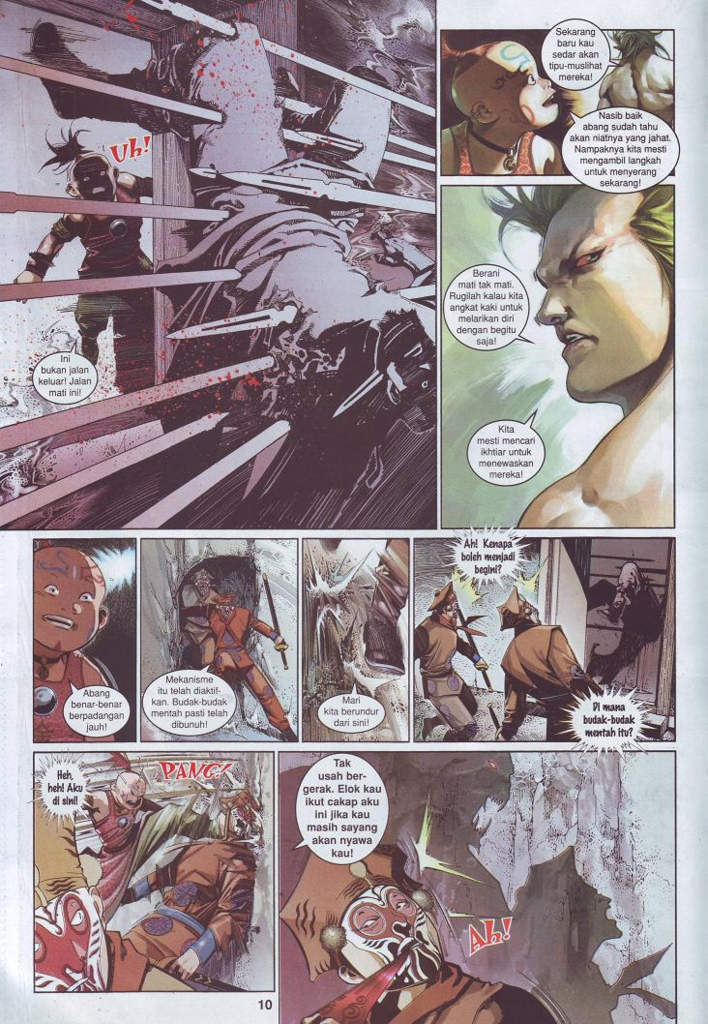 Uh!
Ini
bukan jalan
keluar! Jalan
mati ini!
Sekarang
baru kau
sedar akan
tipu-muslihat
mereka!
Nasib baik
abang sudah tahu
akan niatnya yang jahat.
Nampaknya kita mesti
mengambil langkah
untuk menyerang
sekarang!
Berani
mati tak mati.
Rugilah kalau kita
angkat kaki untuk
melarikan diri
dengan begitu
saja!
Kita
mesti mencari
ikhtiar untuk
menewaskan
mereka!
Abang
benar-benar
berpadangan
jauh!
Mekanisme
itu telah diaktif-
kan. Budak-budak
mentah pasti telah
dibunuh!
Mari
kita berundur
dari sini!
Ah! Kenapa
boleh menjadi
begini?
Di mana
budak-budak
mentah itu?
Heh,
heh! Aku
di sini!
PANG!
Tak
usah ber-
gerak. Elok kau
ikut cakap aku
ini jika kau
masih sayang
akan nyawa
kau!
Ah!
10